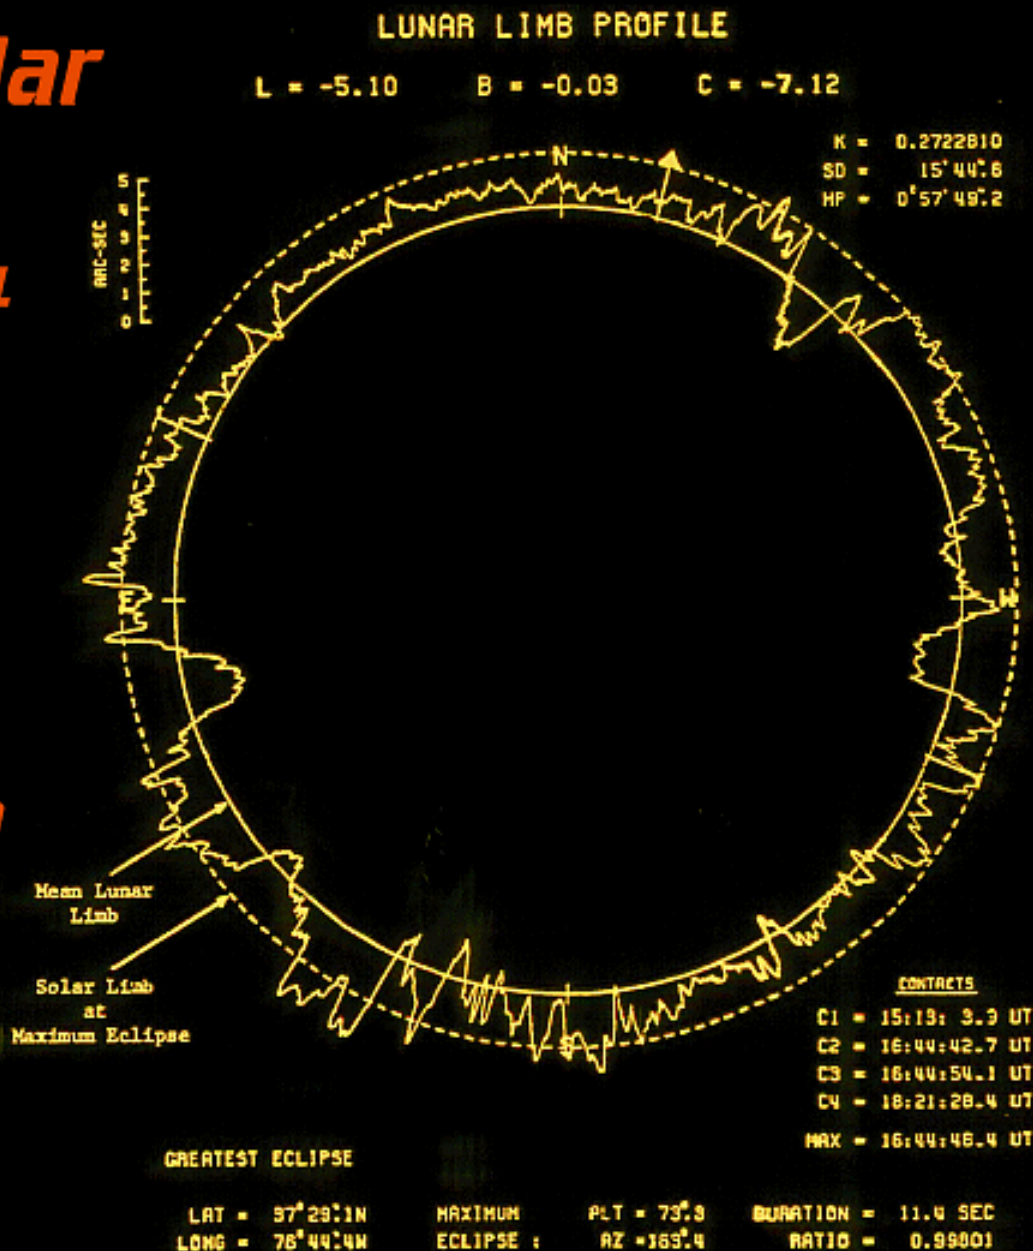 lar
LUNAR LIMB PROFILE
L = -5.10 B = -0.03 C = -7.12
K = 0.2722810
SD = 15'44".6
HP = 0°57'49".2
N
5
4
3
2
1
0
ARC-SEC
L
E
W
S
Mean Lunar
Limb
Solar Limb
at
Maximum Eclipse
CONTACTS
C1 = 15:13: 3.9 UT
C2 = 16:44:42.7 UT
C3 = 16:44:54.1 UT
C4 = 18:21:28.4 UT
MAX = 16:44:48.4 UT
GREATEST ECLIPSE
LAT = 37°29'.1N MAXIMUM PLT = 73°.9 DURATION = 11.4 SEC
LONG = 76°44'.4W ECLIPSE : AZ =163°.4 RATIO = 0.99801